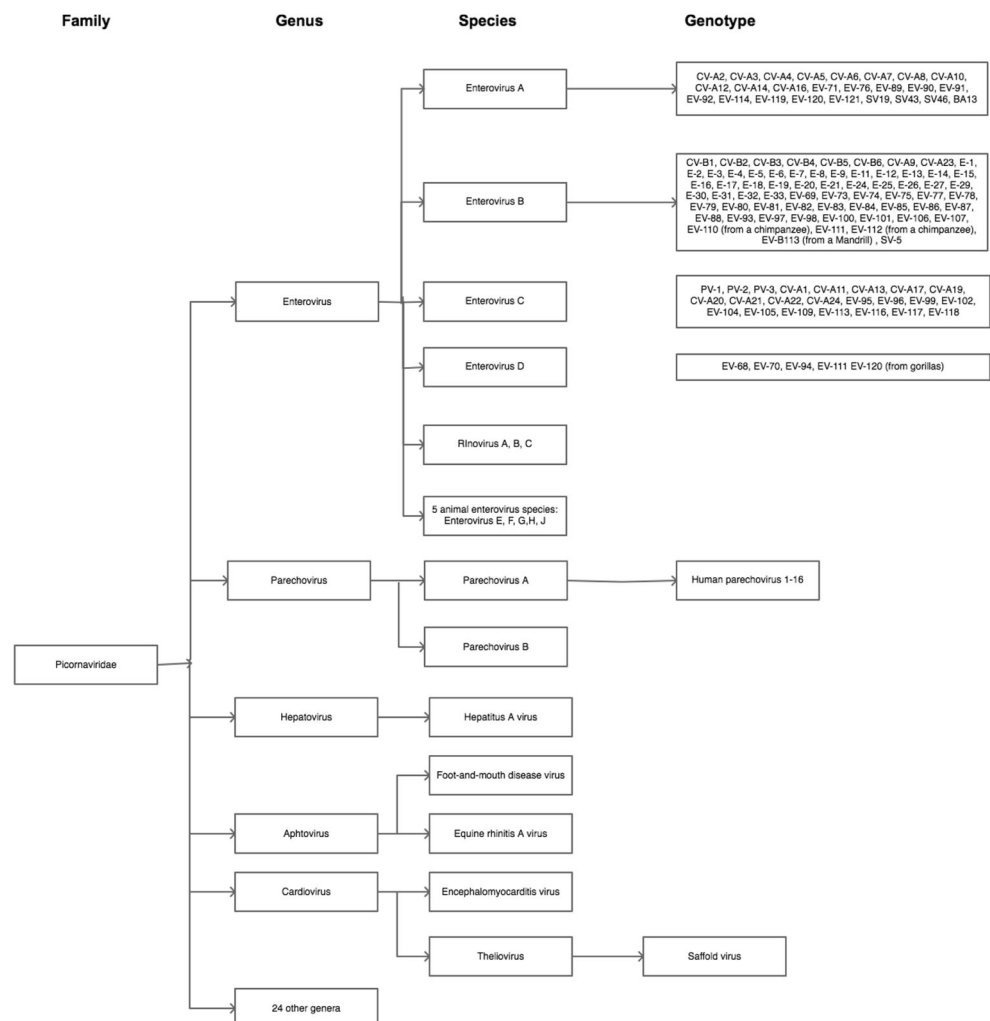 Family
Genus
Species
Genotype
Enterovirus A
CV-A2, CV-A3, CV-A4, CV-A5, CV-A6, CV-A7, CV-A8, CV-A10,
CV-A12, CV-A14, CV-A16, EV-71, EV-76, EV-89, EV-90, EV-91,
EV-92, EV-114, EV-119, EV-120, EV-121, SV19, SV43, SV46, BA13
Enterovirus B
CV-B1, CV-B2, CV-B3, CV-B4, CV-B5, CV-B6, CV-A9, CV-A23, E-1,
E-2, E-3, E-4, E-5, E-6, E-7, E-8, E-9, E-11, E-12, E-13, E-14, E-15,
E-16, E-17, E-18, E-19, E-20, E-21, E-24, E-25, E-26, E-27, E-29,
E-30, E-31, E-32, E-33, EV-69, EV-73, EV-74, EV-75, EV-77, EV-78,
EV-79, EV-80, EV-81, EV-82, EV-83, EV-84, EV-85, EV-86, EV-87,
EV-88, EV-93, EV-97, EV-98, EV-100, EV-101, EV-106, EV-107,
EV-110 (from a chimpanzee), EV-111, EV-112 (from a chimpanzee),
EV-B113 (from a Mandrill) , SV-5
Enterovirus
Enterovirus C
PV-1, PV-2, PV-3, CV-A1, CV-A11, CV-A13, CV-A17, CV-A19,
CV-A20, CV-A21, CV-A22, CV-A24, EV-95, EV-96, EV-99, EV-102,
EV-104, EV-105, EV-109, EV-113, EV-116, EV-117, EV-118
Enterovirus D
EV-68, EV-70, EV-94, EV-111 EV-120 (from gorillas)
RInovirus A, B, C
5 animal enterovirus species:
Enterovirus E, F, G,H, J
Parechovirus
Parechovirus A
Human parechovirus 1-16
Parechovirus B
Picornaviridae
Hepatovirus
Hepatitus A virus
Foot-and-mouth disease virus
Aphtovirus
Equine rhinitis A virus
Cardiovirus
Encephalomyocarditis virus
Theliovirus
Saffold virus
24 other genera